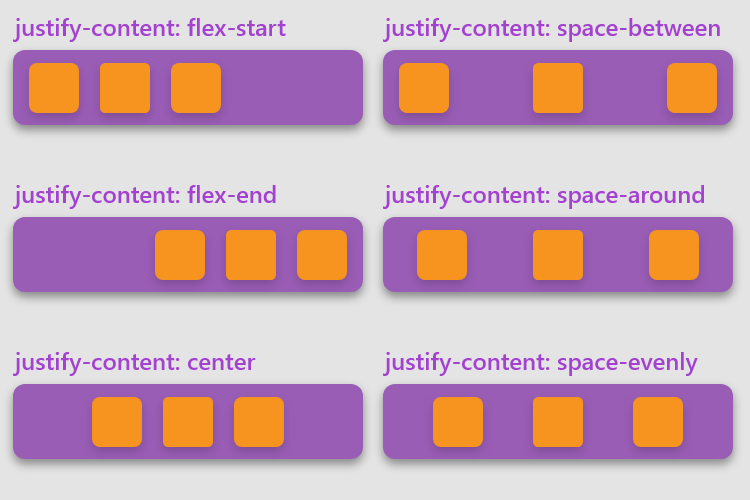 justify-content: flex-start
justify-content: space-between
justify-content: flex-end
justify-content: space-around
justify-content: center
justify-content: space-evenly